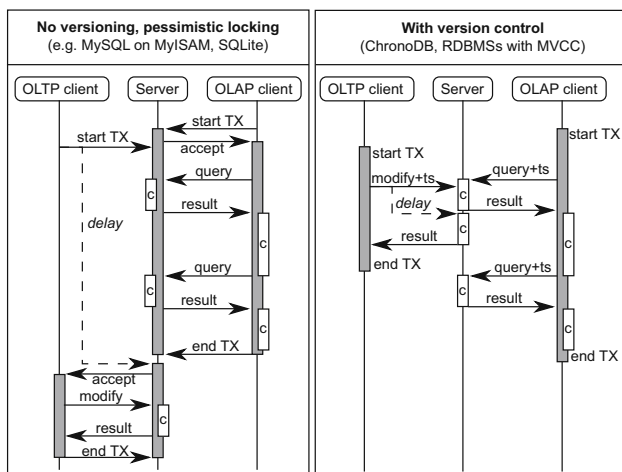 No versioning, pessimistic locking
(e.g. MySQL on MyISAM, SQLite)
OLTP client
Server
OLAP client
start TX
start TX
accept
query
c
result
delay
c
query
c
result
c
end TX
accept
modify
c
result
end TX
With version control
(ChronoDB, RDBMSs with MVCC)
OLTP client
Server
OLAP client
start TX
start TX
modify+ts
query+ts
c
delay
result
c
c
result
end TX
query+ts
c
result
c
end TX